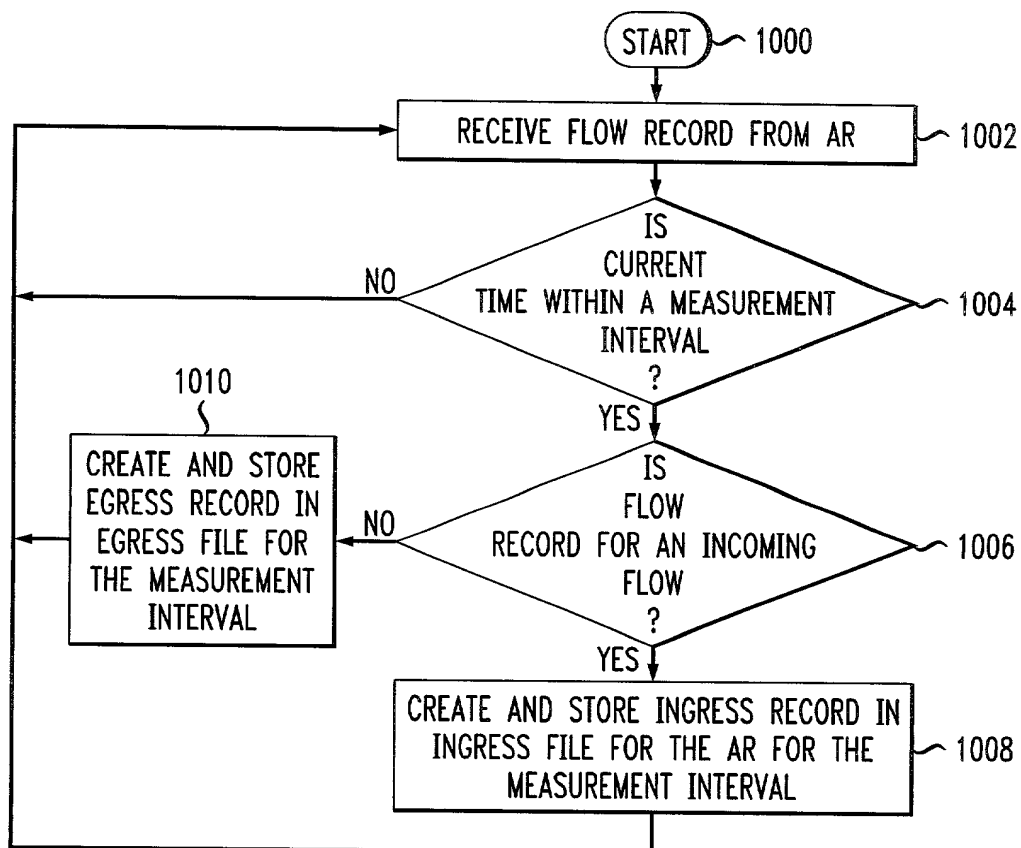 START
1000
RECEIVE FLOW RECORD FROM AR
1002
IS
CURRENT
TIME WITHIN A MEASUREMENT
INTERVAL
?
1004
NO
YES
1010
CREATE AND STORE
EGRESS RECORD IN
EGRESS FILE FOR
THE MEASUREMENT
INTERVAL
NO
IS
FLOW
RECORD FOR AN INCOMING
FLOW
?
1006
YES
CREATE AND STORE INGRESS RECORD IN
INGRESS FILE FOR THE AR FOR THE
MEASUREMENT INTERVAL
1008